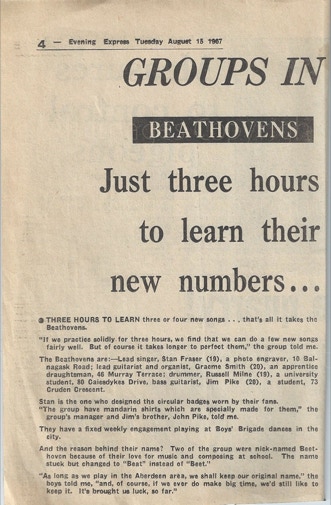 4 — Evening Express Tuesday August 15 1967
GROUPS IN
BEATHOVENS
Just three hours
to learn their
new numbers...
THREE HOURS TO LEARN three or four new songs . . . that's all it takes the
Beathovens.
"If we practise solidly for three hours, we find that we can do a few new songs
fairly well. But of course it takes longer to perfect them," the group told me.
The Beathovens are:—Lead singer, Stan Fraser (19), a photo engraver, 18 Bal-
nagask Road; lead guitarist and organist, Graeme Smith (20), an apprentice
draughtsman, 46 Murray Terrace; drummer, Russell Milne (19), a university
student, 80 Caiesdykes Drive, bass guitarist, Jim Pike (20), a student, 73
Cruden Crescent.
Stan is the one who designed the circular badges worn by their fans.
"The group have mandarin shirts which are specially made for them," the
group's manager and Jim's brother, John Pike, told me.
They have a fixed weekly engagement playing at Boys' Brigade dances in the
city.
And the reason behind their name? Two of the group were nick-named Beet-
hoven because of their love for music and composing at school. The name
stuck but changed to "Beat" instead of "Beet."
"As long as we play in the Aberdeen area, we shall keep our original name." the
boys told me, "and, of course, if we ever do make big time, we'd still like to
keep it. It's brought us luck, so far."